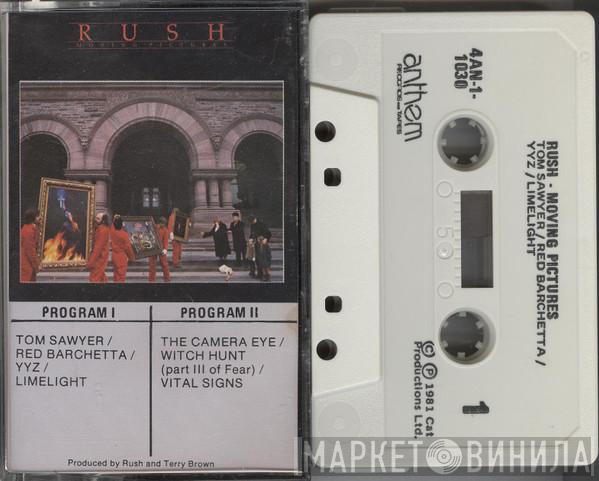 RUSH
MOVING PICTURES
PROGRAM I
TOM SAWYER /
RED BARCHETTA /
YYZ /
LIMELIGHT
PROGRAM II
THE CAMERA EYE /
WITCH HUNT
(part III of Fear) /
VITAL SIGNS
Produced by Rush and Terry Brown
anthem
RECORDS AND TAPES
4AN-1-
1030
RUSH - MOVING PICTURES
TOM SAWYER / RED BARCHETTA /
YYZ / LIMELIGHT
50
© Ⓟ 1981 Cat
Productions Ltd.
1
МАРКЕТ ВИНИЛА